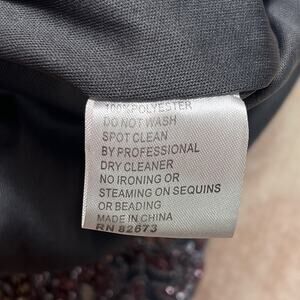 100% POLYESTER
DO NOT WASH
SPOT CLEAN
BY PROFESSIONAL
DRY CLEANER
NO IRONING OR
STEAMING ON SEQUINS
OR BEADING
MADE IN CHINA
RN 82673